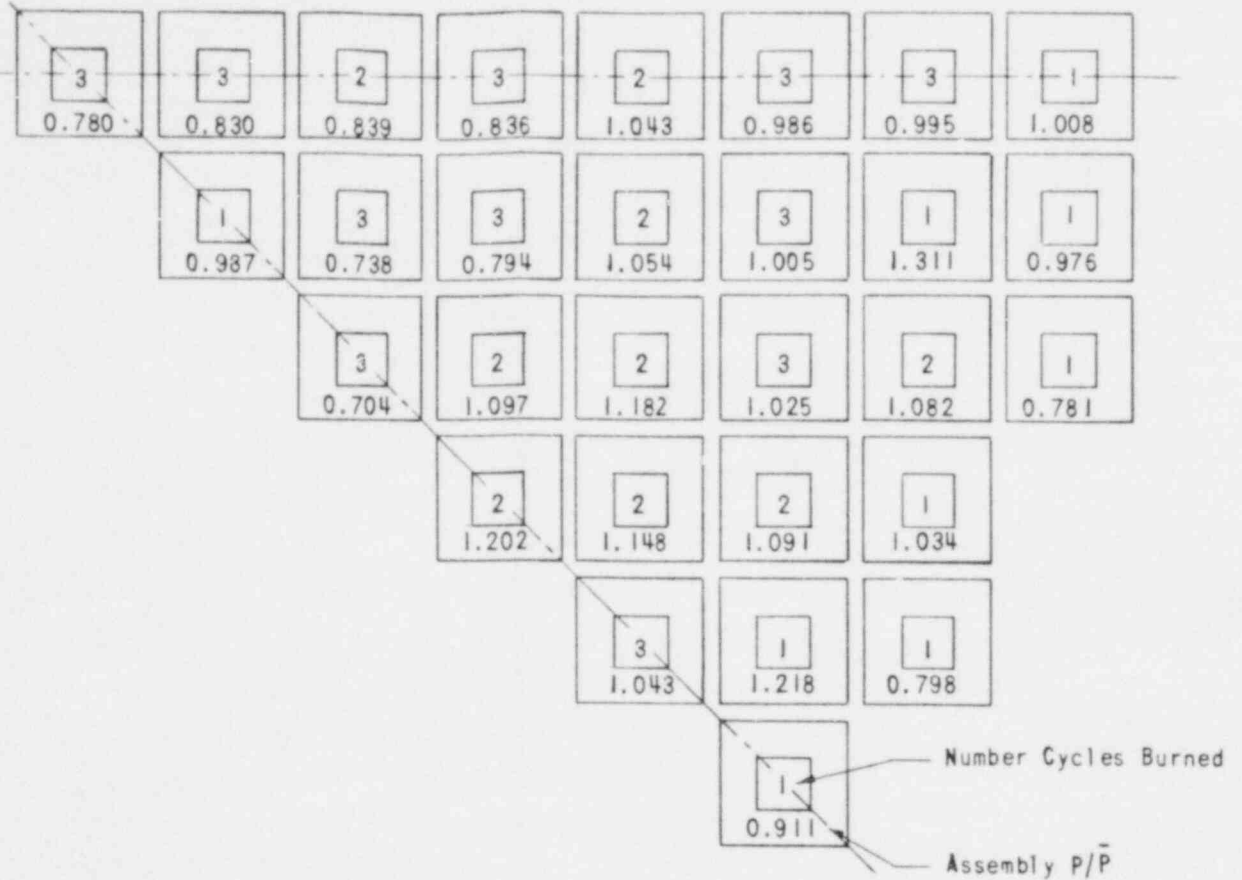 3 3 2 3 2 3 3 1
0.780 0.830 0.839 0.836 1.043 0.986 0.995 1.008
1 3 3 2 3 1 1
0.987 0.738 0.794 1.054 1.005 1.311 0.976
3 2 2 3 2 1
0.704 1.097 1.182 1.025 1.082 0.781
2 2 2 1
1.202 1.148 1.091 1.034
3 1 1
1.043 1.218 0.798
Number Cycles Burned
1
0.911
Assembly P/P̄